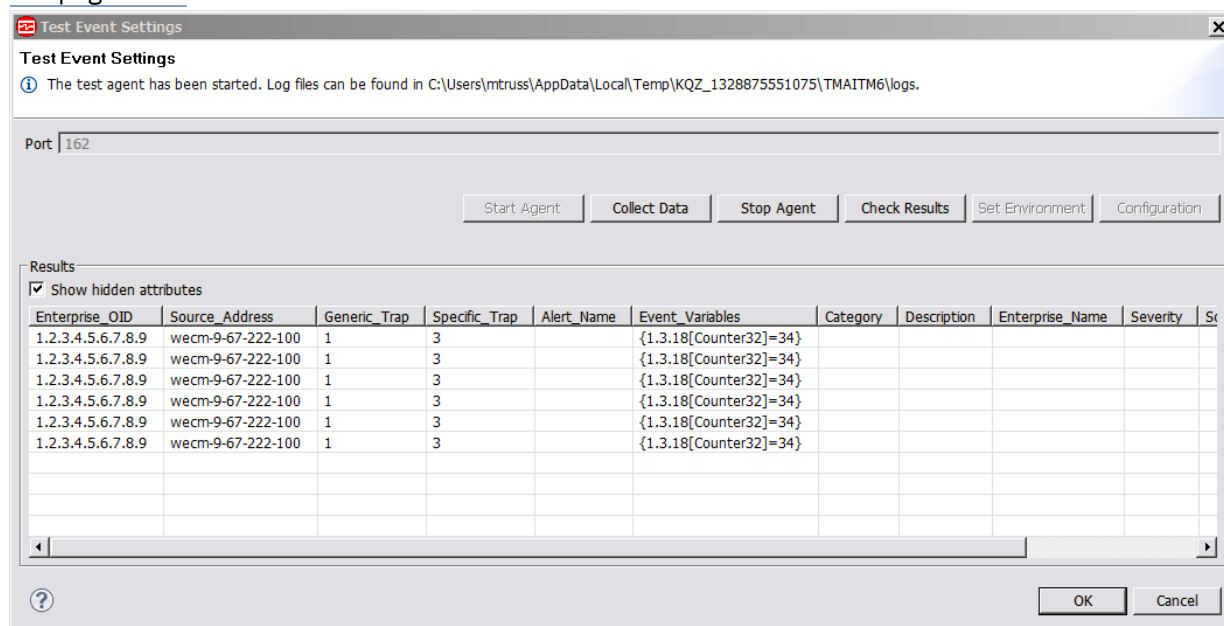 Test Event Settings
Test Event Settings
The test agent has been started. Log files can be found in C:\Users\mtruss\AppData\Local\Temp\KQZ_1328875551075\TMAITM6\logs.
Port 162
Start Agent Collect Data Stop Agent Check Results Set Environment Configuration
Results
Show hidden attributes
Enterprise_OID Source_Address Generic_Trap Specific_Trap Alert_Name Event_Variables Category Description Enterprise_Name Severity
1.2.3.4.5.6.7.8.9 wecm-9-67-222-100 1 3 {1.3.18[Counter32]=34}
1.2.3.4.5.6.7.8.9 wecm-9-67-222-100 1 3 {1.3.18[Counter32]=34}
1.2.3.4.5.6.7.8.9 wecm-9-67-222-100 1 3 {1.3.18[Counter32]=34}
1.2.3.4.5.6.7.8.9 wecm-9-67-222-100 1 3 {1.3.18[Counter32]=34}
1.2.3.4.5.6.7.8.9 wecm-9-67-222-100 1 3 {1.3.18[Counter32]=34}
1.2.3.4.5.6.7.8.9 wecm-9-67-222-100 1 3 {1.3.18[Counter32]=34}
OK Cancel